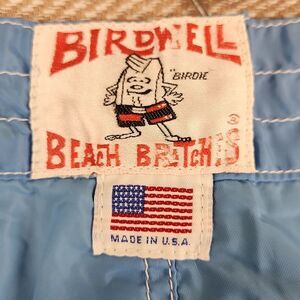 BIRDWELL
"BIRDIE
BEACH BRITCHES
®
MADE IN U.S.A.